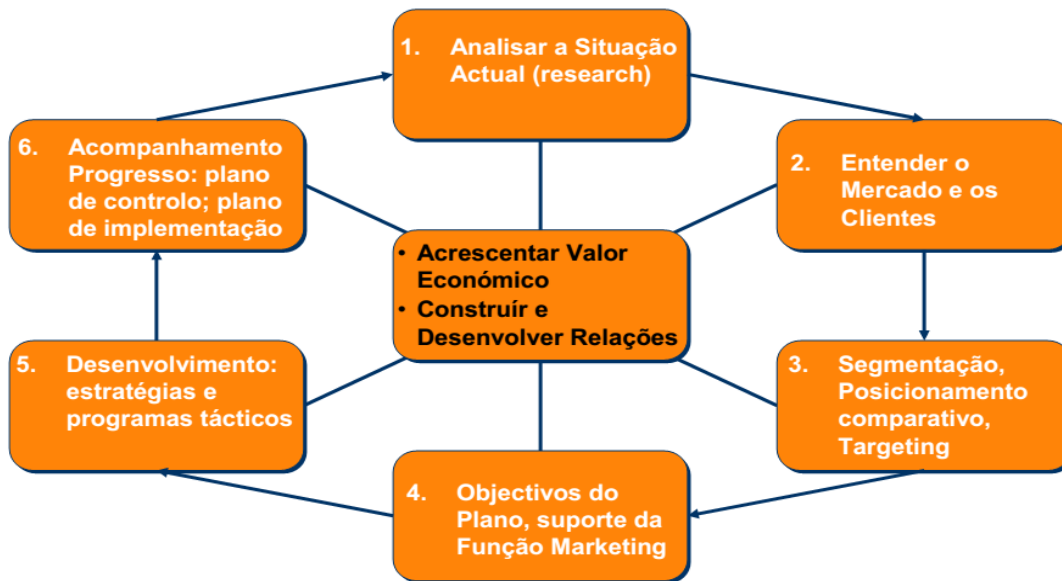 1. Analisar a Situação
Actual (research)
2. Entender o
Mercado e os
Clientes
3. Segmentação,
Posicionamento
comparativo,
Targeting
4. Objectivos do
Plano, suporte da
Função Marketing
5. Desenvolvimento:
estratégias e
programas tácticos
6. Acompanhamento
Progresso: plano
de controlo; plano
de implementação
• Acrescentar Valor
Económico
• Construír e
Desenvolver Relações